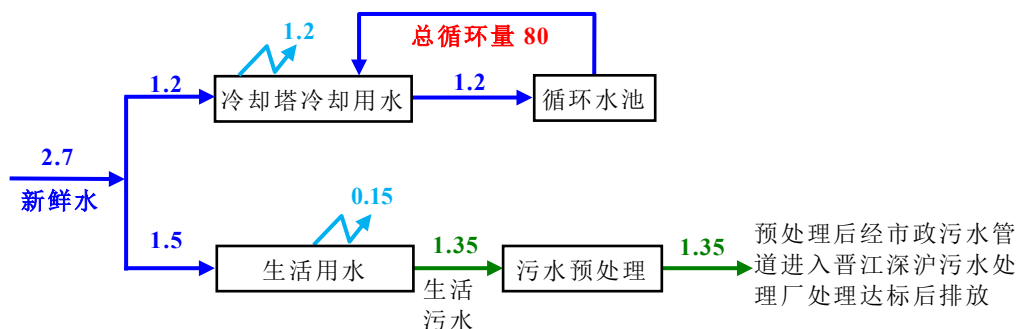 1.2
总循环量 80
1.2
冷却塔冷却用水
1.2
循环水池
2.7
新鲜水
0.15
1.5
生活用水
1.35
生活
污水
污水预处理
1.35
预处理后经市政污水管
道进入晋江深沪污水处
理厂处理达标后排放